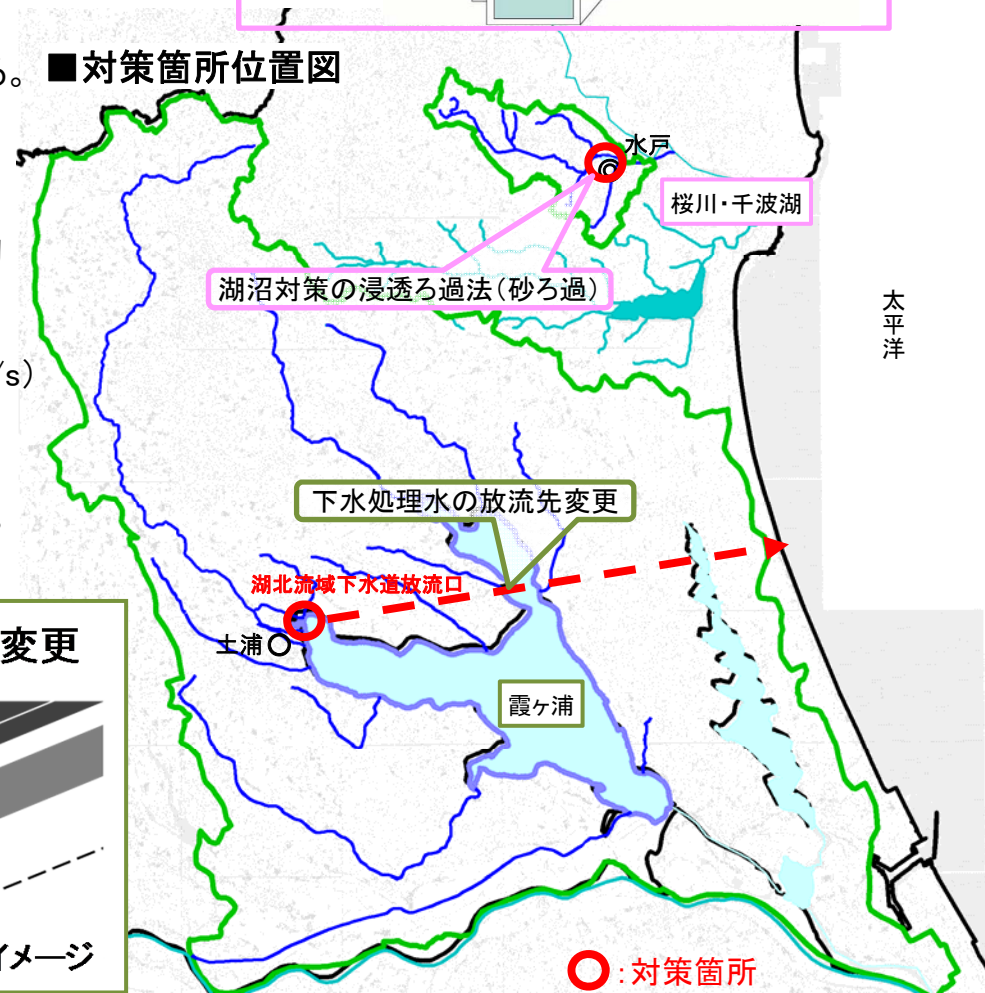 。
■対策箇所位置図
水戸
桜川・千波湖
湖沼対策の浸透ろ過法(砂ろ過)
太平洋
/s)
下水処理水の放流先変更
湖北流域下水道放流口
土浦
変更
霞ヶ浦
イメージ
:対策箇所